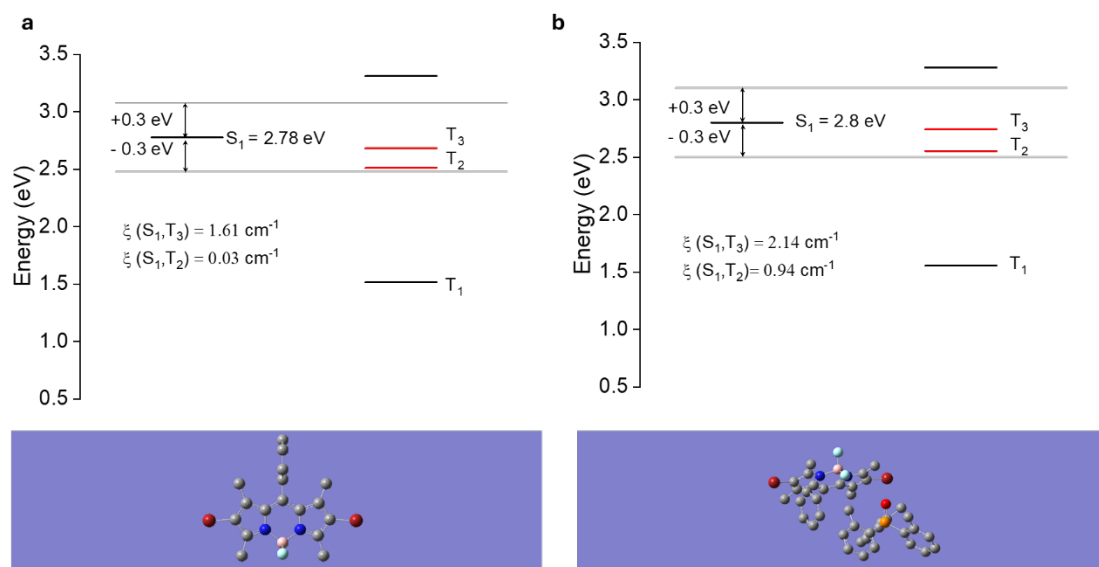 a
Energy (eV)
3.5
3.0
2.5
2.0
1.5
1.0
0.5
+0.3 eV
- 0.3 eV
S₁ = 2.78 eV
T₃
T₂
ξ (S₁,T₃) = 1.61 cm⁻¹
ξ (S₁,T₂) = 0.03 cm⁻¹
T₁
b
Energy (eV)
3.5
3.0
2.5
2.0
1.5
1.0
0.5
+0.3 eV
- 0.3 eV
S₁ = 2.8 eV
T₃
T₂
ξ (S₁,T₃) = 2.14 cm⁻¹
ξ (S₁,T₂)= 0.94 cm⁻¹
T₁